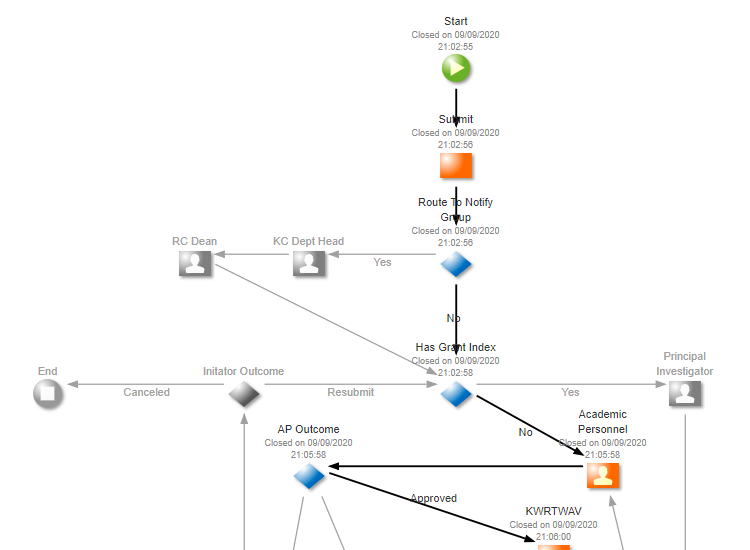 Start
Closed on 09/09/2020
21:02:55
Submit
Closed on 09/09/2020
21:02:56
Route To Notify
Group
Closed on 09/09/2020
21:02:56
RC Dean
KC Dept Head
Yes
No
Has Grant Index
Closed on 09/09/2020
21:02:58
Principal
Investigator
End
Initator Outcome
Canceled
Resubmit
Yes
Academic
Personnel
Closed on 09/09/2020
21:05:58
No
AP Outcome
Closed on 09/09/2020
21:05:58
Approved
KWRTWAV
Closed on 09/09/2020
21:06:00